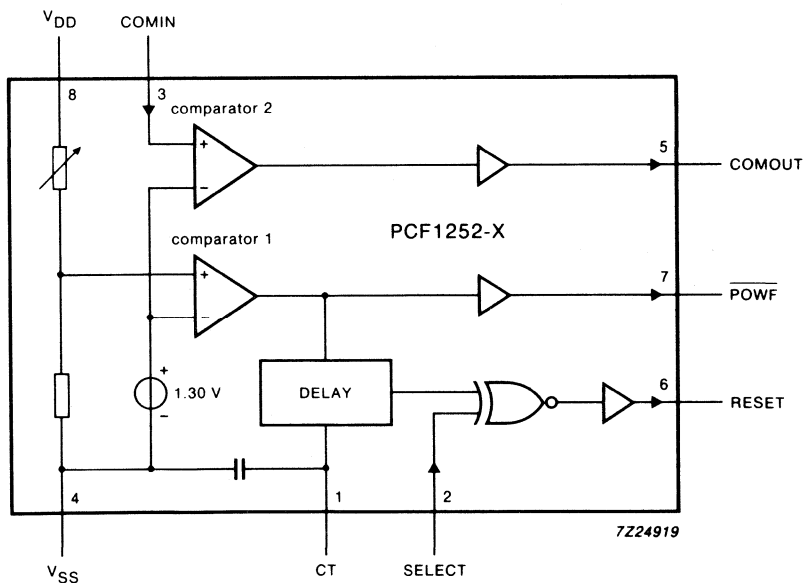 VDD COMIN
8 3
comparator 2
+
−
5
COMOUT
comparator 1
PCF1252-X
+
−
7
POWF
+
1.30 V
−
DELAY
6
RESET
4 1 2
7Z24919
VSS CT SELECT